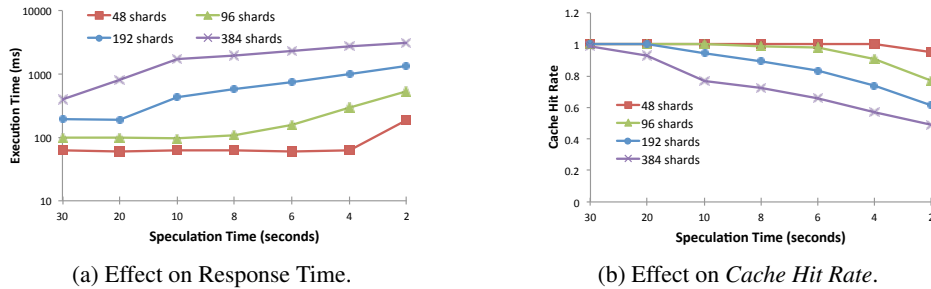 10000
1000
100
10
Execution Time (ms)
48 shards
96 shards
192 shards
384 shards
30 20 10 8 6 4 2
Speculation Time (seconds)
(a) Effect on Response Time.
1.2
1
0.8
0.6
0.4
0.2
0
Cache Hit Rate
48 shards
96 shards
192 shards
384 shards
30 20 10 8 6 4 2
Speculation Time (seconds)
(b) Effect on Cache Hit Rate.